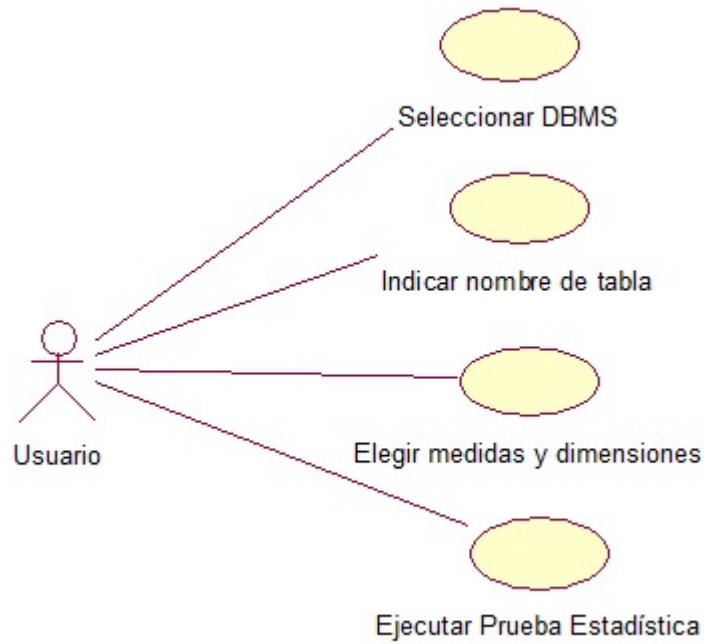 Seleccionar DBMS
Indicar nombre de tabla
Usuario
Elegir medidas y dimensiones
Ejecutar Prueba Estadística